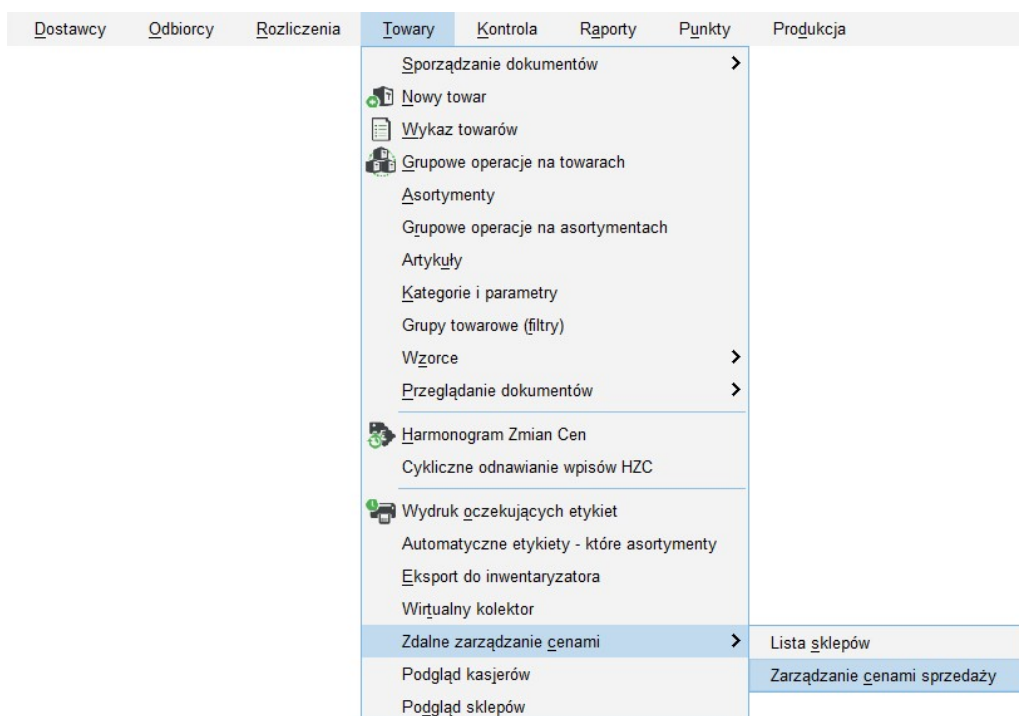 Dostawcy Odbiorcy Rozliczenia Towary Kontrola Raporty Punkty Produkcja
Sporządzanie dokumentów
Nowy towar
Wykaz towarów
Grupowe operacje na towarach
Asortymenty
Grupowe operacje na asortymentach
Artykuły
Kategorie i parametry
Grupy towarowe (filtry)
Wzorce
Przeglądanie dokumentów
Harmonogram Zmian Cen
Cykliczne odnawianie wpisów HZC
Wydruk oczekujących etykiet
Automatyczne etykiety - które asortymenty
Eksport do inwentaryzatora
Wirtualny kolektor
Zdalne zarządzanie cenami
Lista sklepów
Podgląd kasjerów
Zarządzanie cenami sprzedaży
Podgląd sklepów